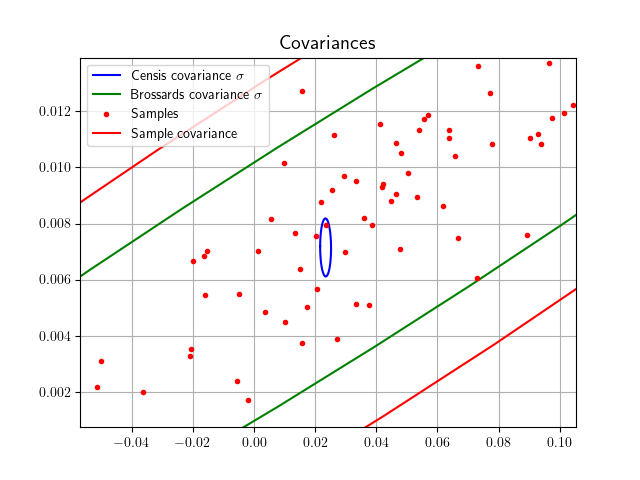 Covariances
Censis covariance σ
Brossards covariance σ
Samples
Sample covariance
0.012
0.010
0.008
0.006
0.004
0.002
−0.04 −0.02 0.00 0.02 0.04 0.06 0.08 0.10